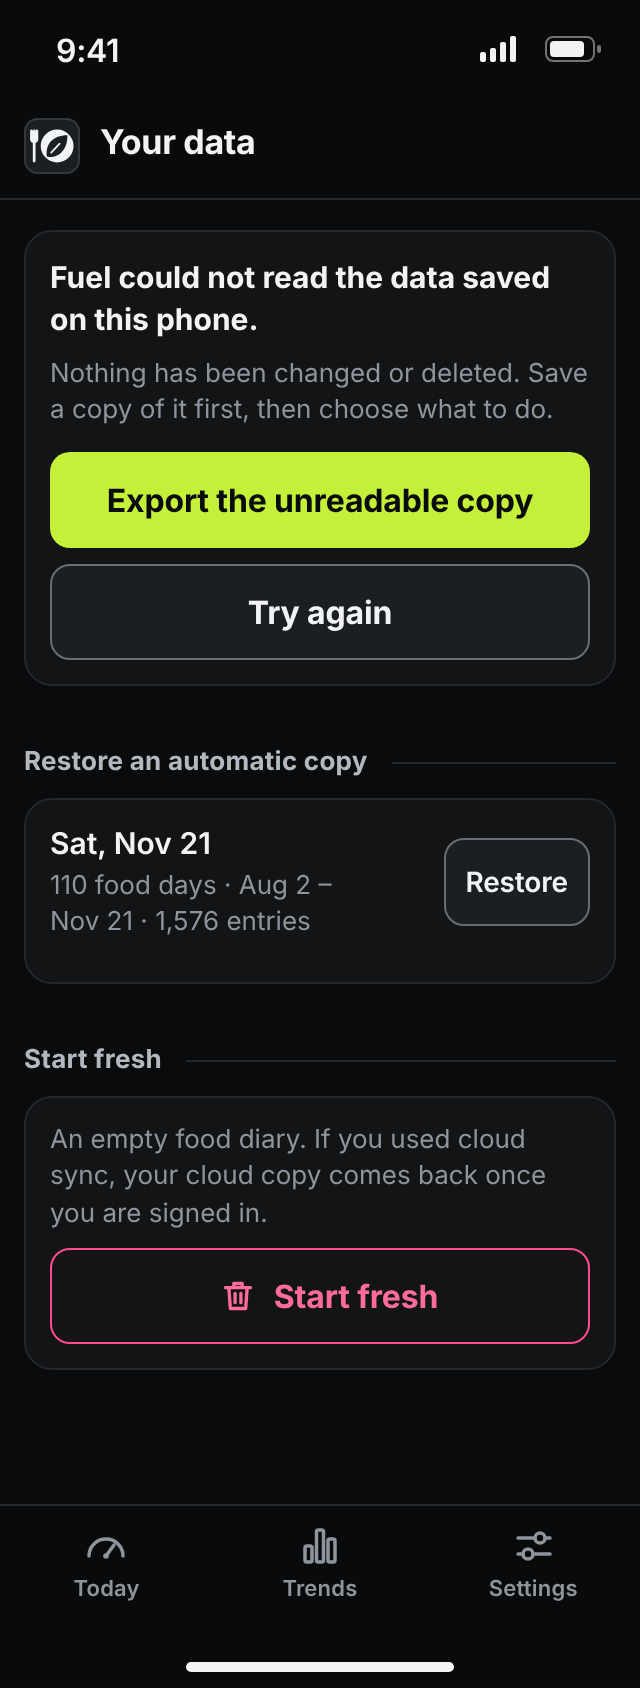 9:41
Your data
Fuel could not read the data saved
on this phone.
Nothing has been changed or deleted. Save
a copy of it first, then choose what to do.
Export the unreadable copy
Try again
Restore an automatic copy
Sat, Nov 21
110 food days · Aug 2 –
Nov 21 · 1,576 entries
Restore
Start fresh
An empty food diary. If you used cloud
sync, your cloud copy comes back once
you are signed in.
Start fresh
Today
Trends
Settings